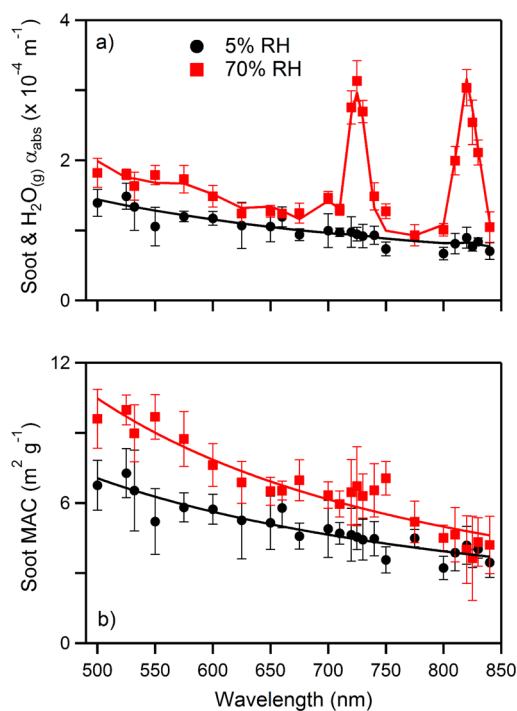 a)
5% RH
70% RH
Soot & H₂O₍g₎ α_abs (x 10⁻⁴ m⁻¹)
4
2
0
Soot MAC (m² g⁻¹)
12
6
0
b)
500 550 600 650 700 750 800 850
Wavelength (nm)